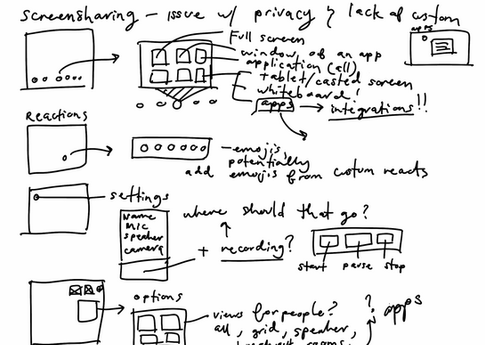 screensharing – issue w/ privacy & lack of custom
apps
Full screen
window of an app
application (all)
tablet/casted screen
whiteboard!
apps → integrations!!
Reactions
– emojis,
potentially
add emojis from custom reacts
settings
Name
Mic
speaker
camera
where should that go?
+ recording?
start pause stop
options
views for people?
all, grid, speaker,
? apps